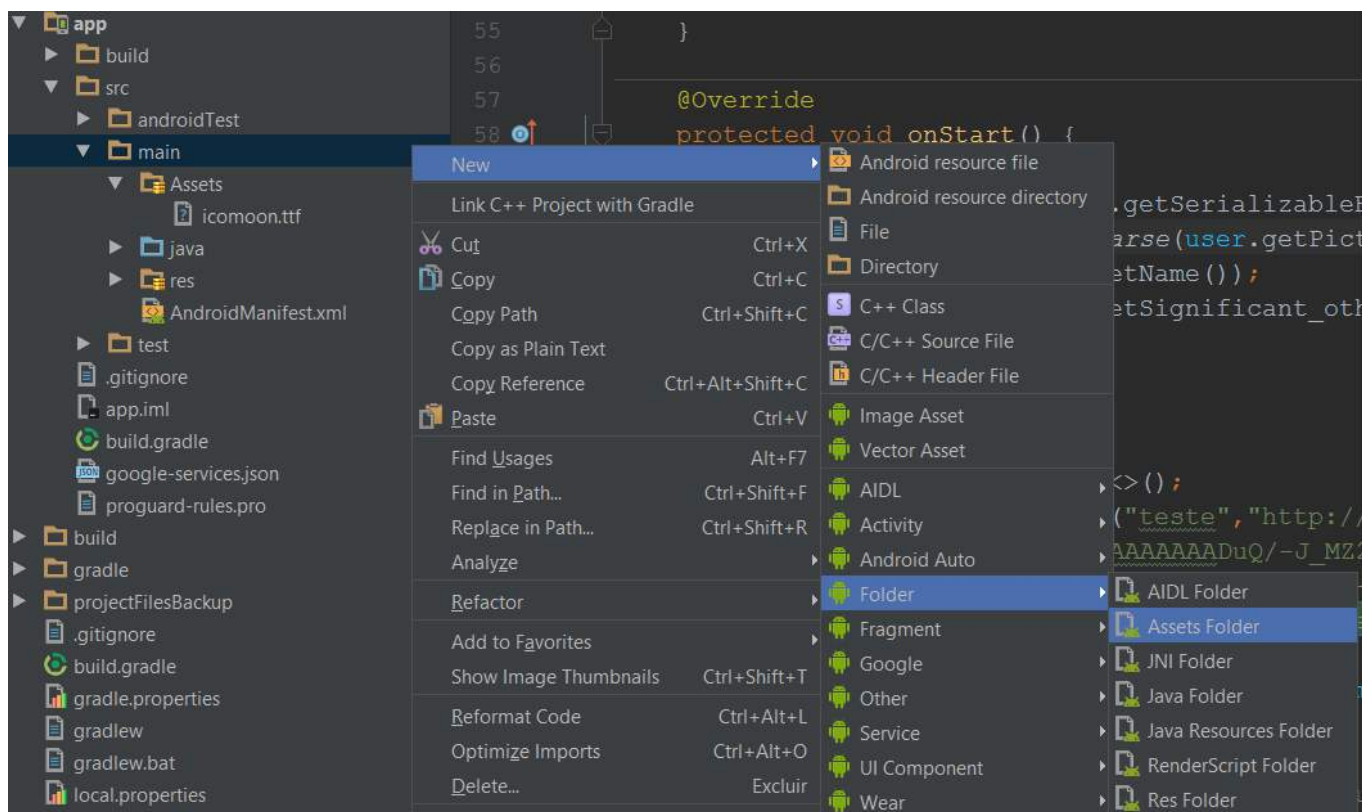 app
build
src
androidTest
main
Assets
icomoon.ttf
java
res
AndroidManifest.xml
test
.gitignore
app.iml
build.gradle
google-services.json
proguard-rules.pro
build
gradle
projectFilesBackup
.gitignore
build.gradle
gradle.properties
gradlew
gradlew.bat
local.properties
55 }
56
57 @Override
58 protected void onStart() {
.getSerializableE
arse(user.getPict
etName());
etSignificant_oth
<>();
("teste","http://
AAAAAAADuQ/-J_MZ2
New
Link C++ Project with Gradle
Cut Ctrl+X
Copy Ctrl+C
Copy Path Ctrl+Shift+C
Copy as Plain Text
Copy Reference Ctrl+Alt+Shift+C
Paste Ctrl+V
Find Usages Alt+F7
Find in Path... Ctrl+Shift+F
Replace in Path... Ctrl+Shift+R
Analyze
Refactor
Add to Favorites
Show Image Thumbnails Ctrl+Shift+T
Reformat Code Ctrl+Alt+L
Optimize Imports Ctrl+Alt+O
Delete... Excluir
Android resource file
Android resource directory
File
Directory
S C++ Class
C++ C/C++ Source File
h C/C++ Header File
Image Asset
Vector Asset
AIDL
Activity
Android Auto
Folder
Fragment
Google
Other
Service
UI Component
Wear
AIDL Folder
Assets Folder
JNI Folder
Java Folder
Java Resources Folder
RenderScript Folder
Res Folder